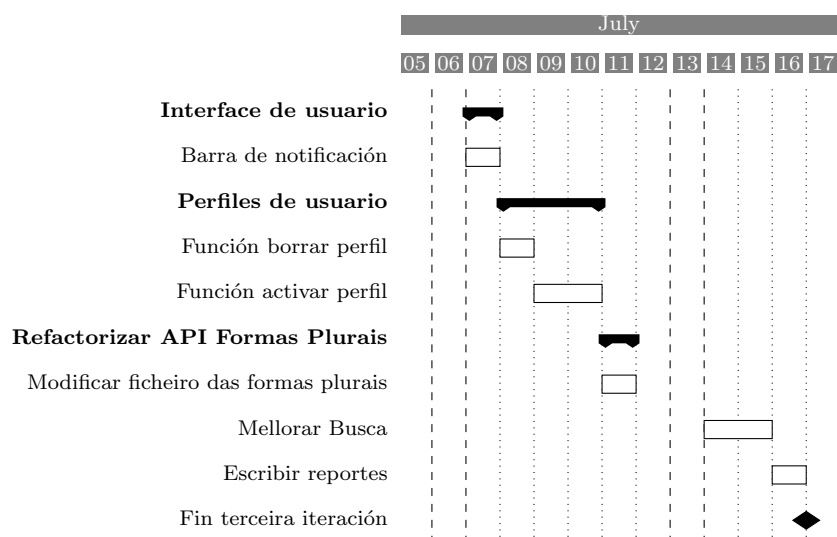 July
05 06 07 08 09 10 11 12 13 14 15 16 17
Interface de usuario
Barra de notificación
Perfiles de usuario
Función borrar perfil
Función activar perfil
Refactorizar API Formas Plurais
Modificar ficheiro das formas plurais
Mellorar Busca
Escribir reportes
Fin terceira iteración